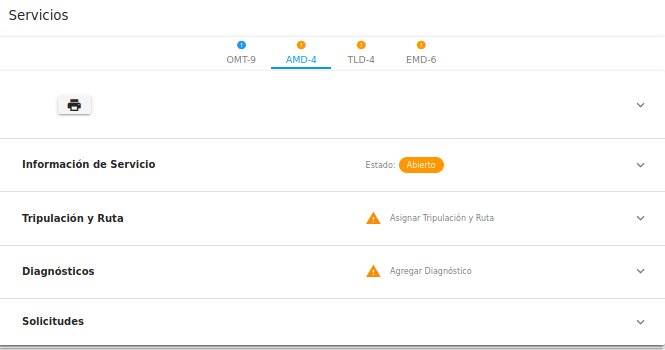 Servicios
OMT-9 AMD-4 TLD-4 EMD-6
Información de Servicio Estado: Abierto
Tripulación y Ruta Asignar Tripulación y Ruta
Diagnósticos Agregar Diagnóstico
Solicitudes